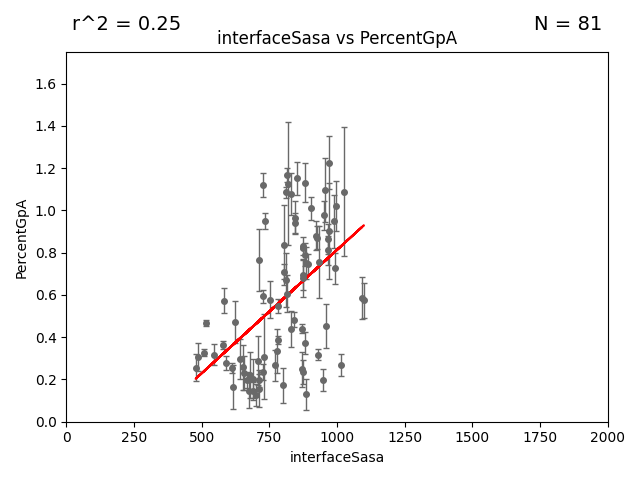 r^2 = 0.25
N = 81
interfaceSasa vs PercentGpA
PercentGpA
1.6
1.4
1.2
1.0
0.8
0.6
0.4
0.2
0.0
0 250 500 750 1000 1250 1500 1750 2000
interfaceSasa